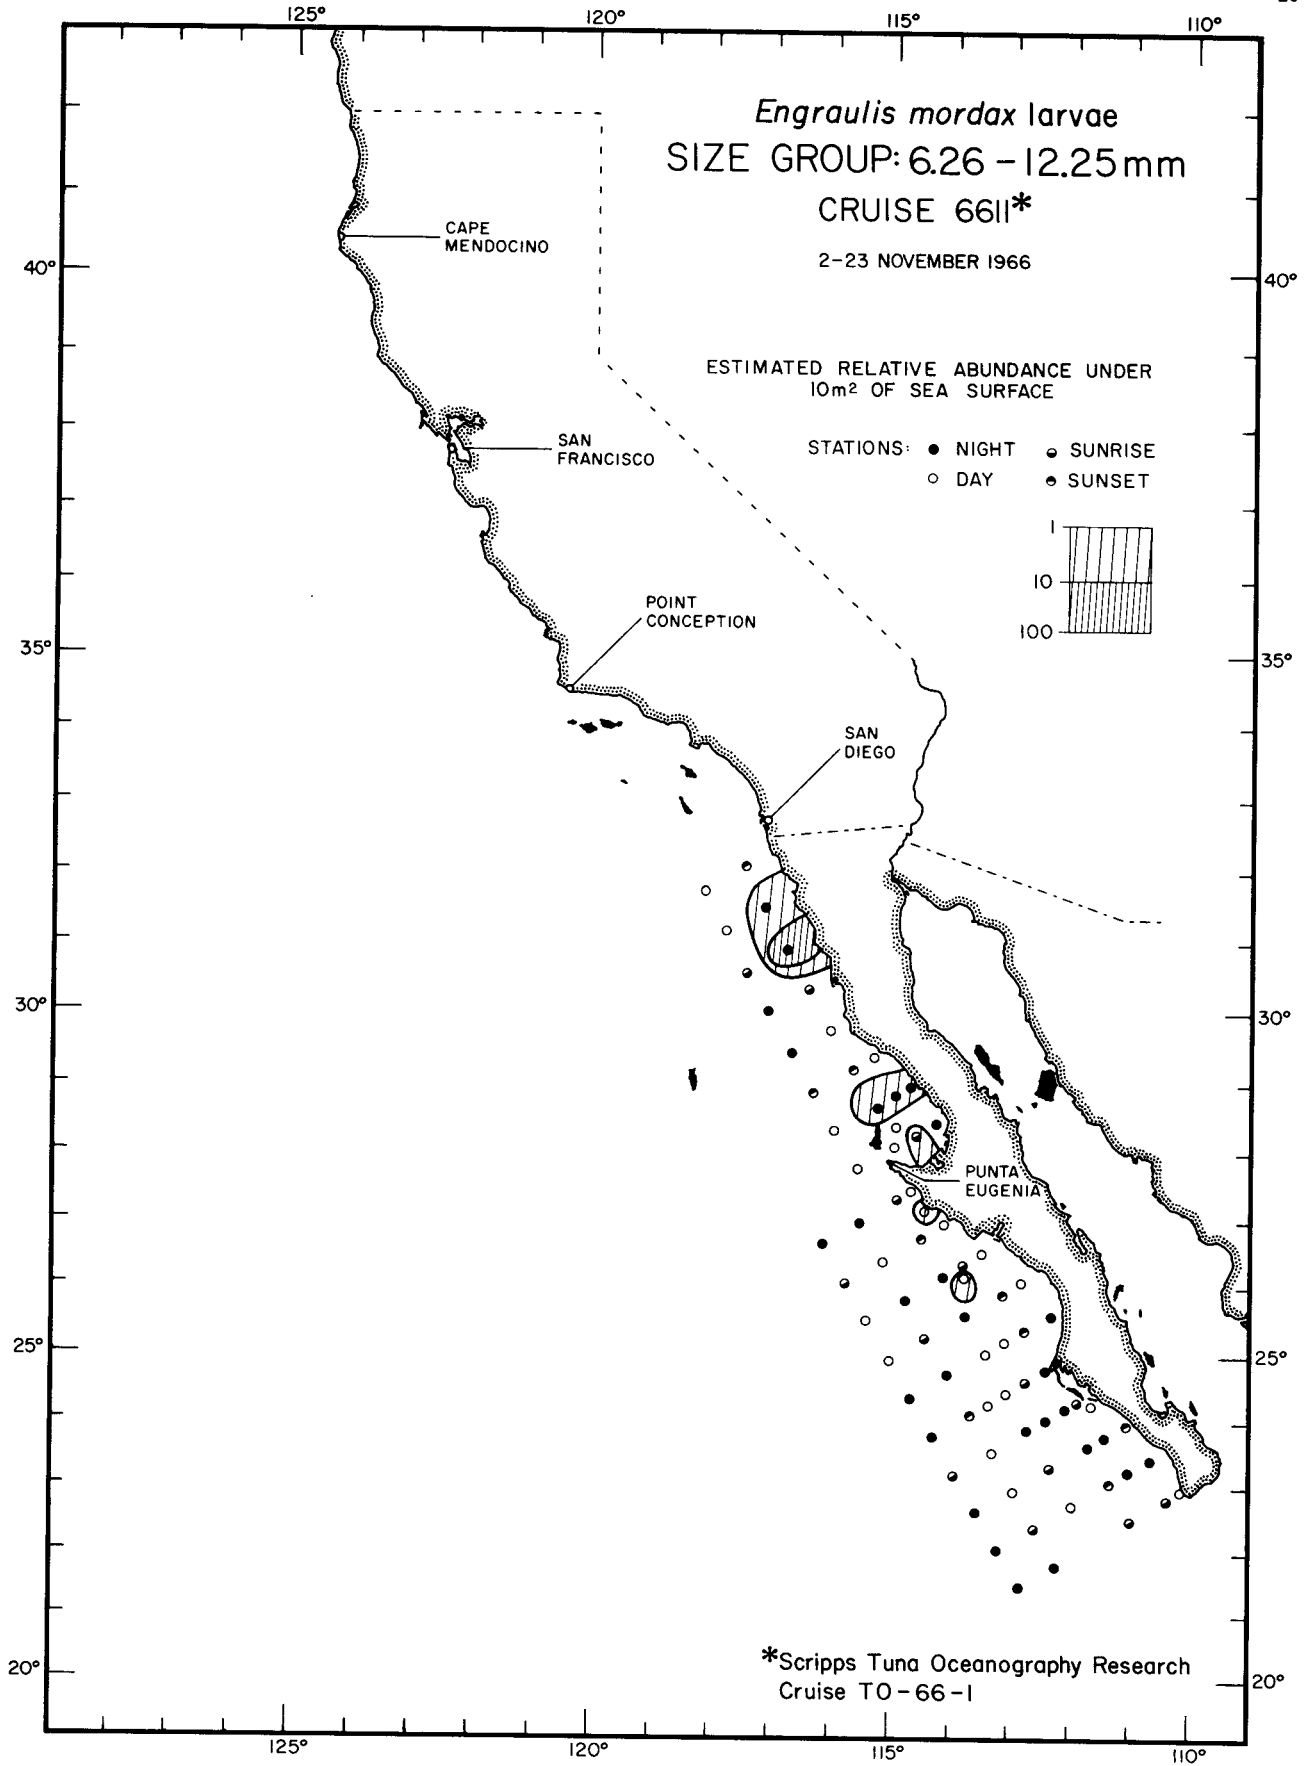 125° 120° 115° 110°
Engraulis mordax larvae
SIZE GROUP: 6.26 – 12.25mm
CRUISE 6611*
2–23 NOVEMBER 1966
CAPE
MENDOCINO
40° 40°
ESTIMATED RELATIVE ABUNDANCE UNDER
10m² OF SEA SURFACE
STATIONS: NIGHT SUNRISE
DAY SUNSET
SAN
FRANCISCO
1
10
100
POINT
CONCEPTION
35° 35°
SAN
DIEGO
30° 30°
PUNTA
EUGENIA
25° 25°
*Scripps Tuna Oceanography Research
Cruise TO-66-1
20° 20°
125° 120° 115° 110°